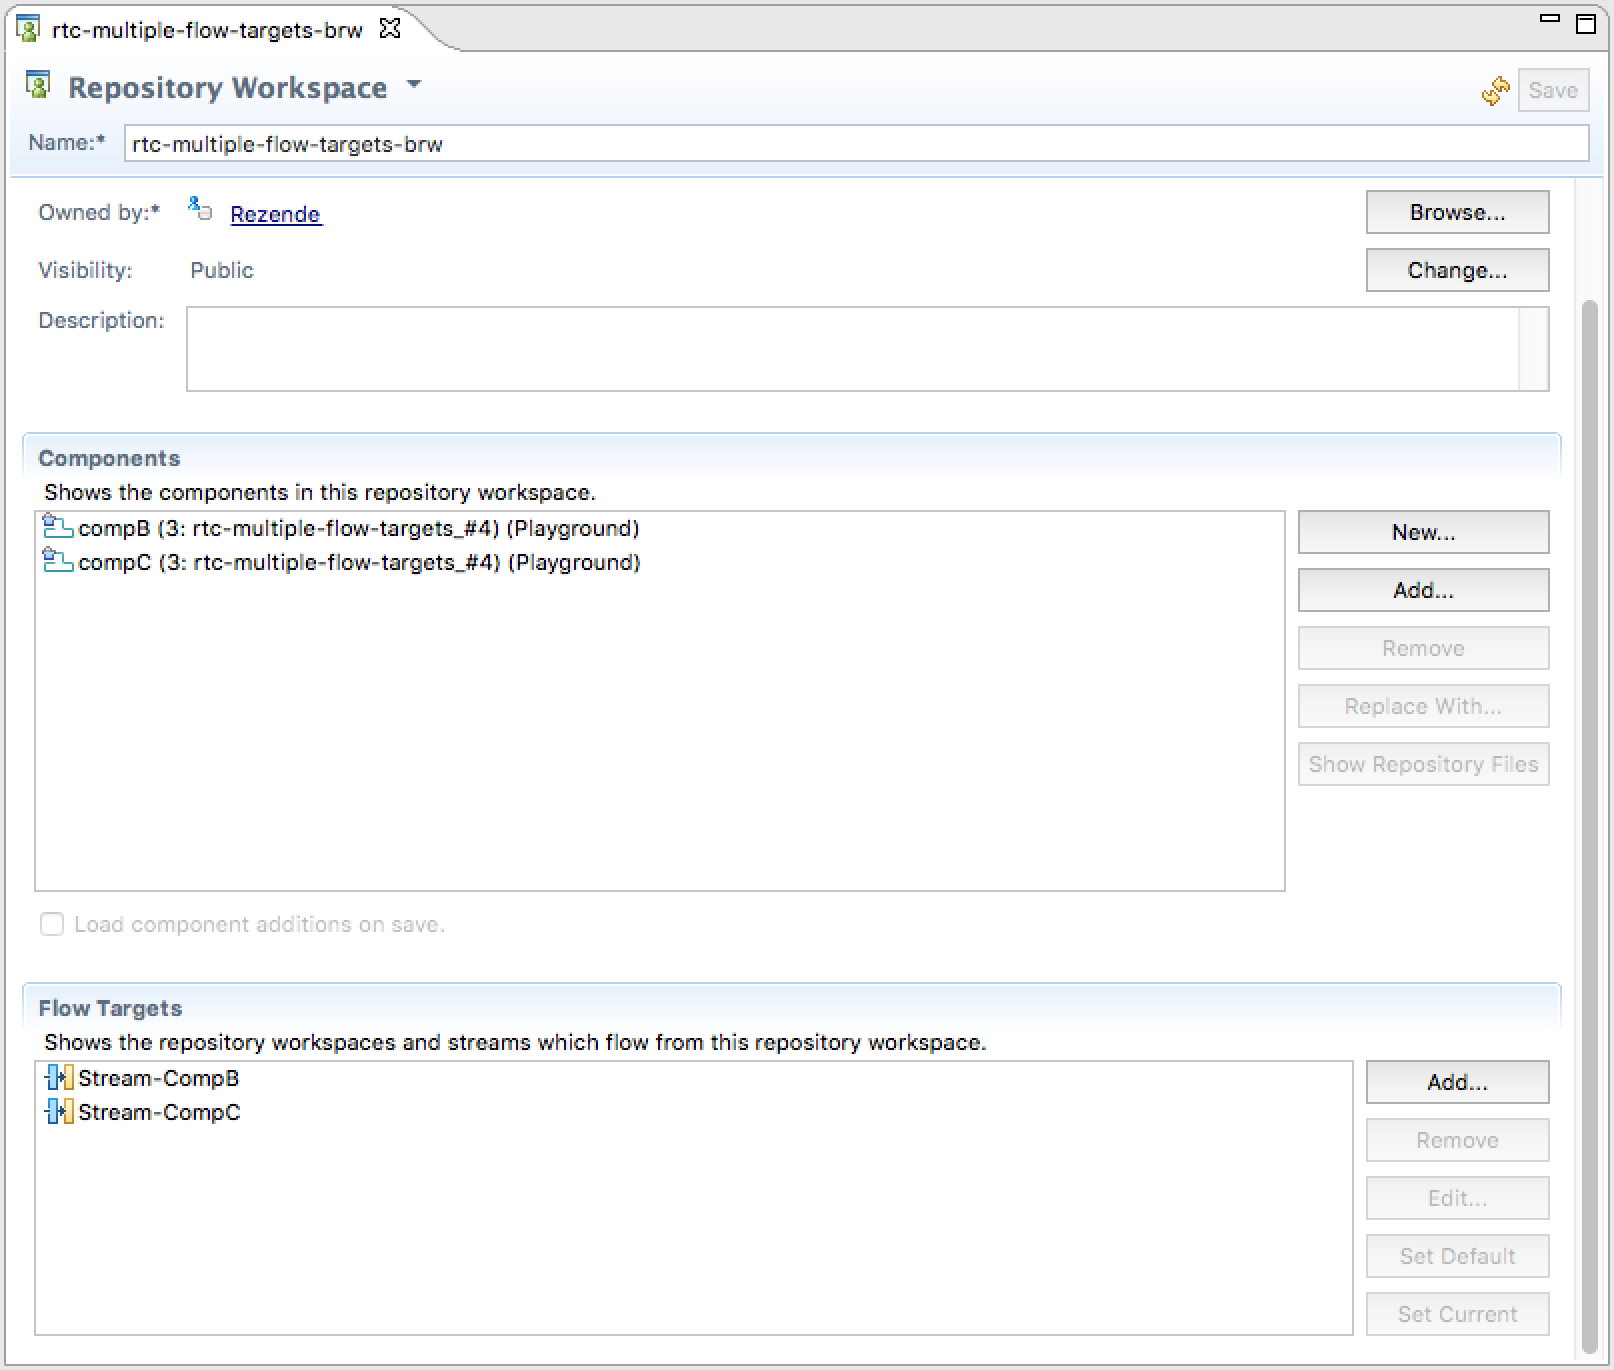 rtc-multiple-flow-targets-brw
Repository Workspace
Save
Name:* rtc-multiple-flow-targets-brw
Owned by:* Rezende Browse...
Visibility: Public Change...
Description:
Components
Shows the components in this repository workspace.
compB (3: rtc-multiple-flow-targets_#4) (Playground)
compC (3: rtc-multiple-flow-targets_#4) (Playground)
New...
Add...
Remove
Replace With...
Show Repository Files
Load component additions on save.
Flow Targets
Shows the repository workspaces and streams which flow from this repository workspace.
Stream-CompB
Stream-CompC
Add...
Remove
Edit...
Set Default
Set Current